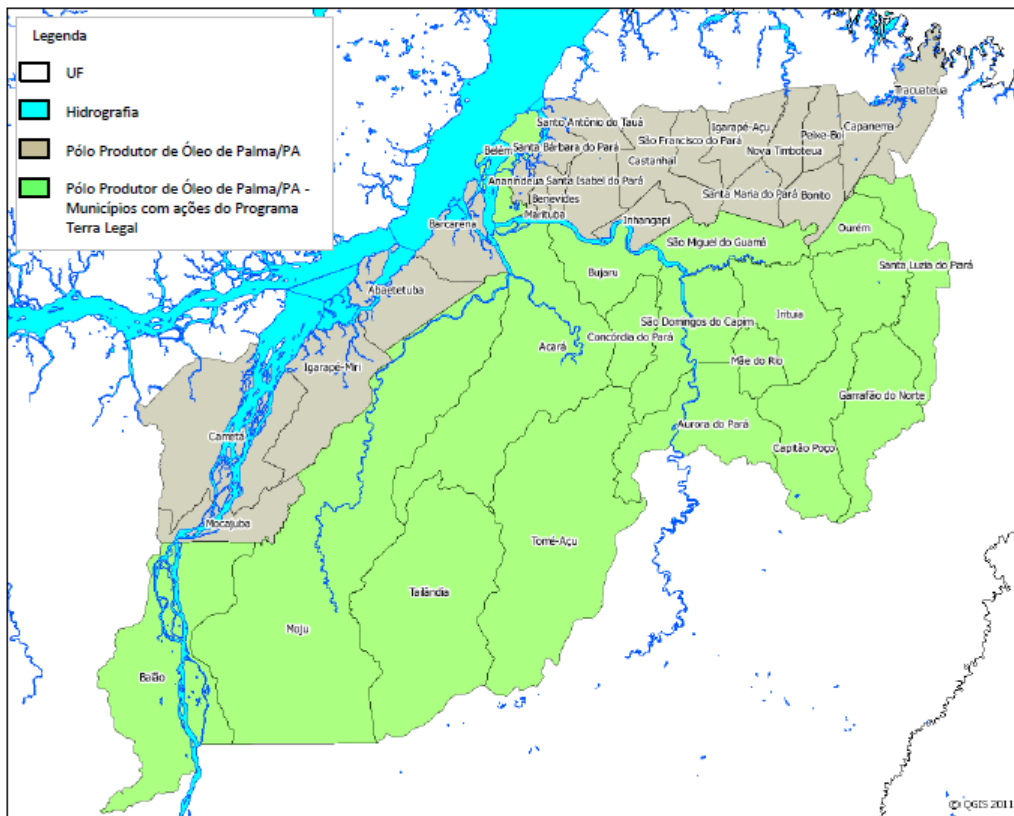 Legenda
UF
Hidrografia
Pólo Produtor de Óleo de Palma/PA
Pólo Produtor de Óleo de Palma/PA -
Municípios com ações do Programa
Terra Legal
Tracuateua
Santo Antônio do Tauá
Igarapé-Açu
Capanema
Peixe-Boi
São Francisco do Pará
Belém
Santa Bárbara do Pará
Nova Timboteua
Castanhal
Ananindeua
Santa Isabel do Pará
Santa Maria do Pará
Bonito
Benevides
Marituba
Inhangapi
Barcarena
Ourém
São Miguel do Guamá
Santa Luzia do Pará
Bujaru
Abaetetuba
Irituia
São Domingos do Capim
Concórdia do Pará
Acará
Mãe do Rio
Igarapé-Miri
Garrafão do Norte
Aurora do Pará
Cametá
Capitão Poço
Mocajuba
Tomé-Açu
Tailândia
Moju
Baião
© QGIS 2011